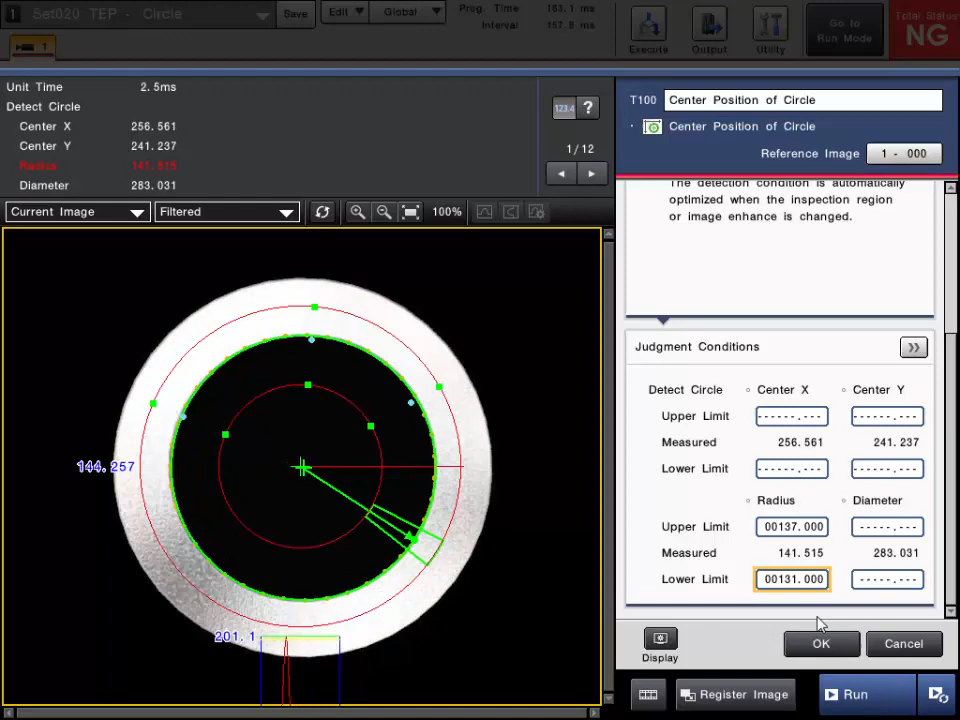 1 Set020 TEP - Circle Save Edit Global Prog. Time 163.1 ms
Interval 157.8 ms
Execute Output Utility Go to Run Mode Total Status NG
1
Unit Time 2.5ms
Detect Circle
Center X 256.561
Center Y 241.237
Radius 141.515
Diameter 283.031
123.4 ?
1/12
Current Image Filtered 100%
144.257
201.1
T100 Center Position of Circle
Center Position of Circle
Reference Image 1 - 000
The detection condition is automatically
optimized when the inspection region
or image enhance is changed.
Judgment Conditions
Detect Circle Center X Center Y
Upper Limit ------.--- ------.---
Measured 256.561 241.237
Lower Limit ------.--- ------.---
Radius Diameter
Upper Limit 00137.000 -----.---
Measured 141.515 283.031
Lower Limit 00131.000 -----.---
Display OK Cancel
Register Image Run